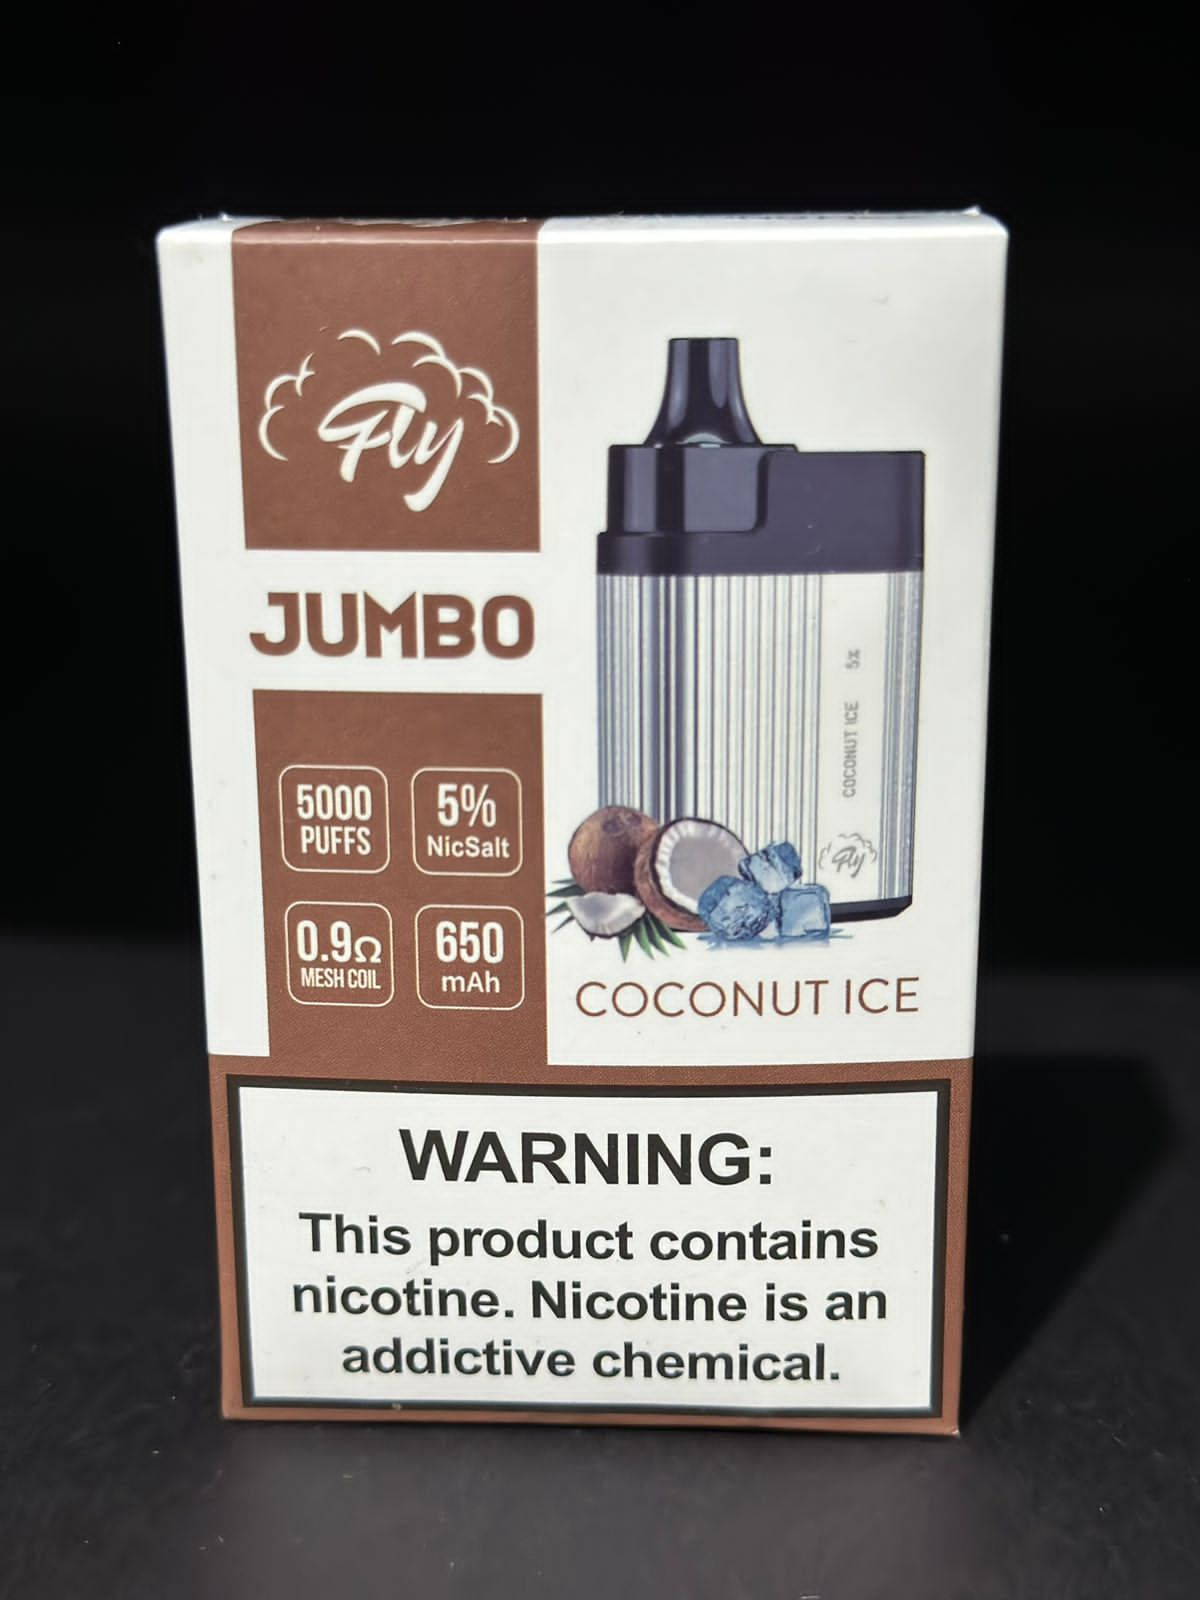 Fly
JUMBO
5000
PUFFS
5%
NicSalt
0.9Ω
MESH COIL
650
mAh
COCONUT ICE 5%
Fly
COCONUT ICE
WARNING:
This product contains
nicotine. Nicotine is an
addictive chemical.